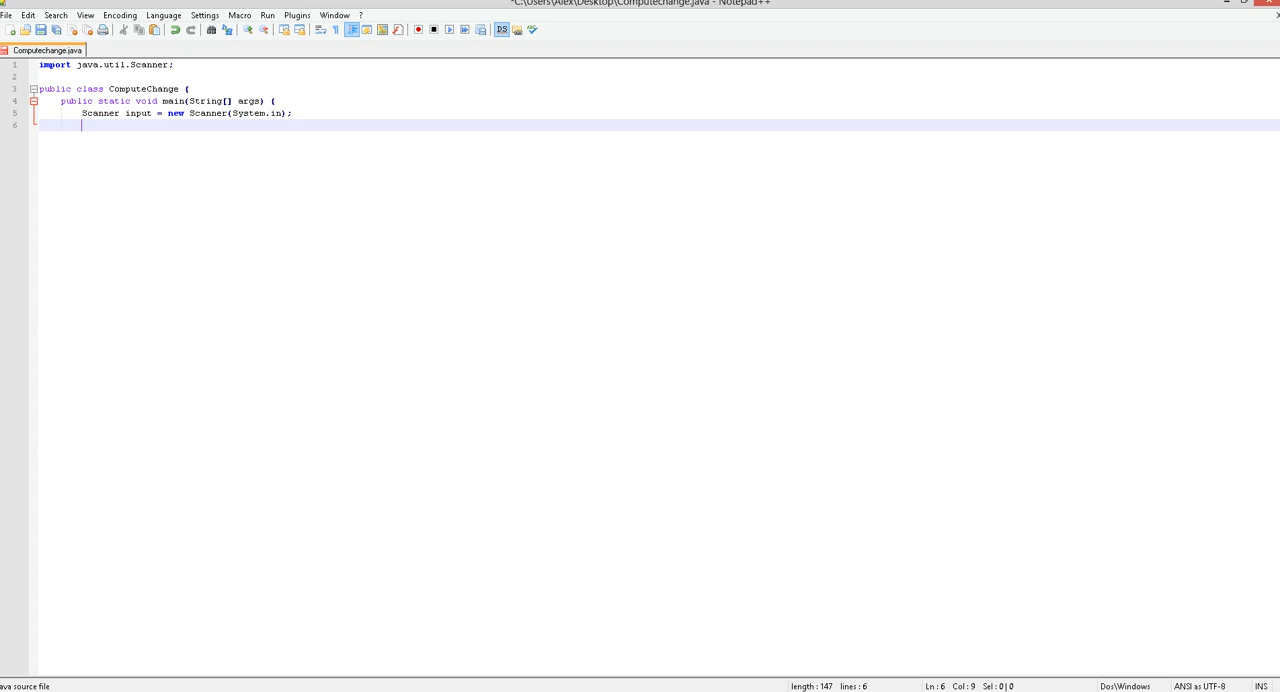 *C:\Users\Alex\Desktop\Computechange.java - Notepad++
File Edit Search View Encoding Language Settings Macro Run Plugins Window ?
Computechange.java
1 import java.util.Scanner;
2
3 public class ComputeChange {
4 public static void main(String[] args) {
5 Scanner input = new Scanner(System.in);
6
ava source file length : 147 lines : 6 Ln : 6 Col : 9 Sel : 0 | 0 Dos\Windows ANSI as UTF-8 INS